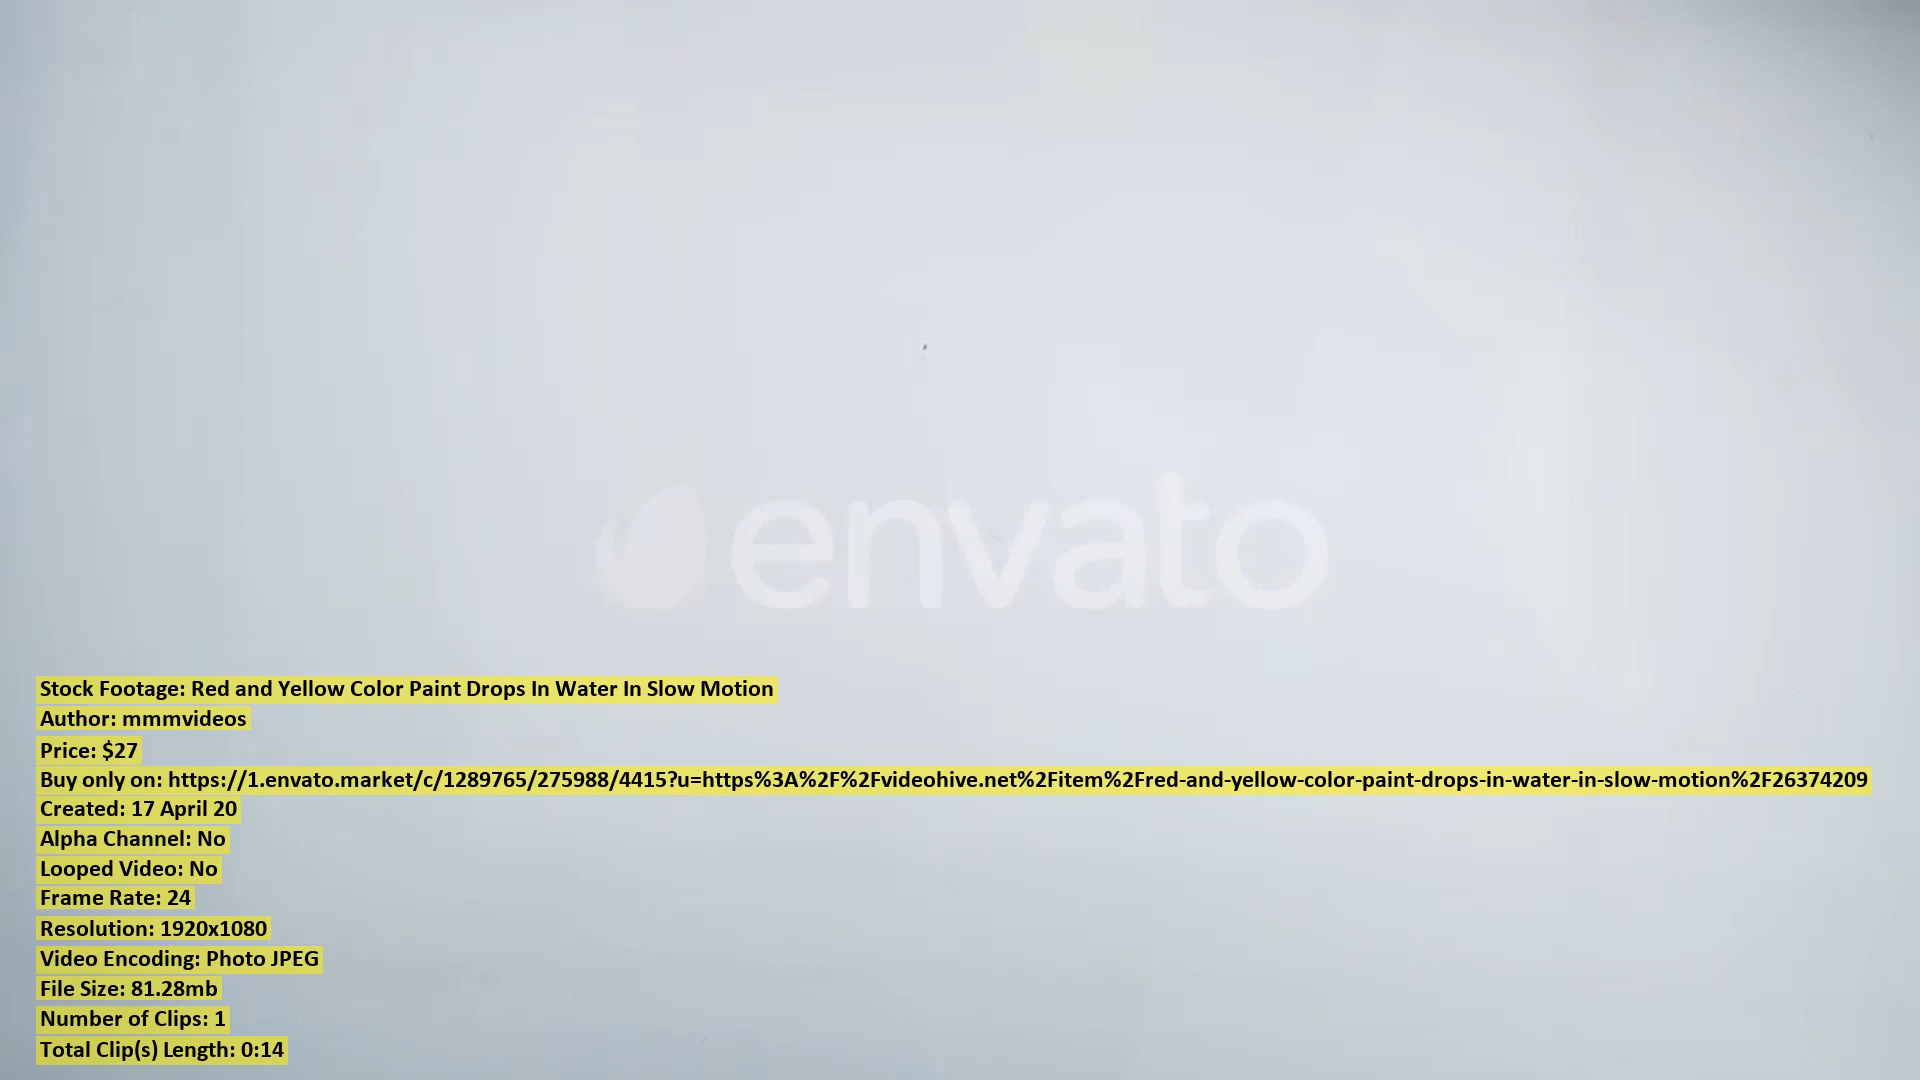 envato
Stock Footage: Red and Yellow Color Paint Drops In Water In Slow Motion
Author: mmmvideos
Price: $27
Buy only on: https://1.envato.market/c/1289765/275988/4415?u=https%3A%2F%2Fvideohive.net%2Fitem%2Fred-and-yellow-color-paint-drops-in-water-in-slow-motion%2F26374209
Created: 17 April 20
Alpha Channel: No
Looped Video: No
Frame Rate: 24
Resolution: 1920x1080
Video Encoding: Photo JPEG
File Size: 81.28mb
Number of Clips: 1
Total Clip(s) Length: 0:14